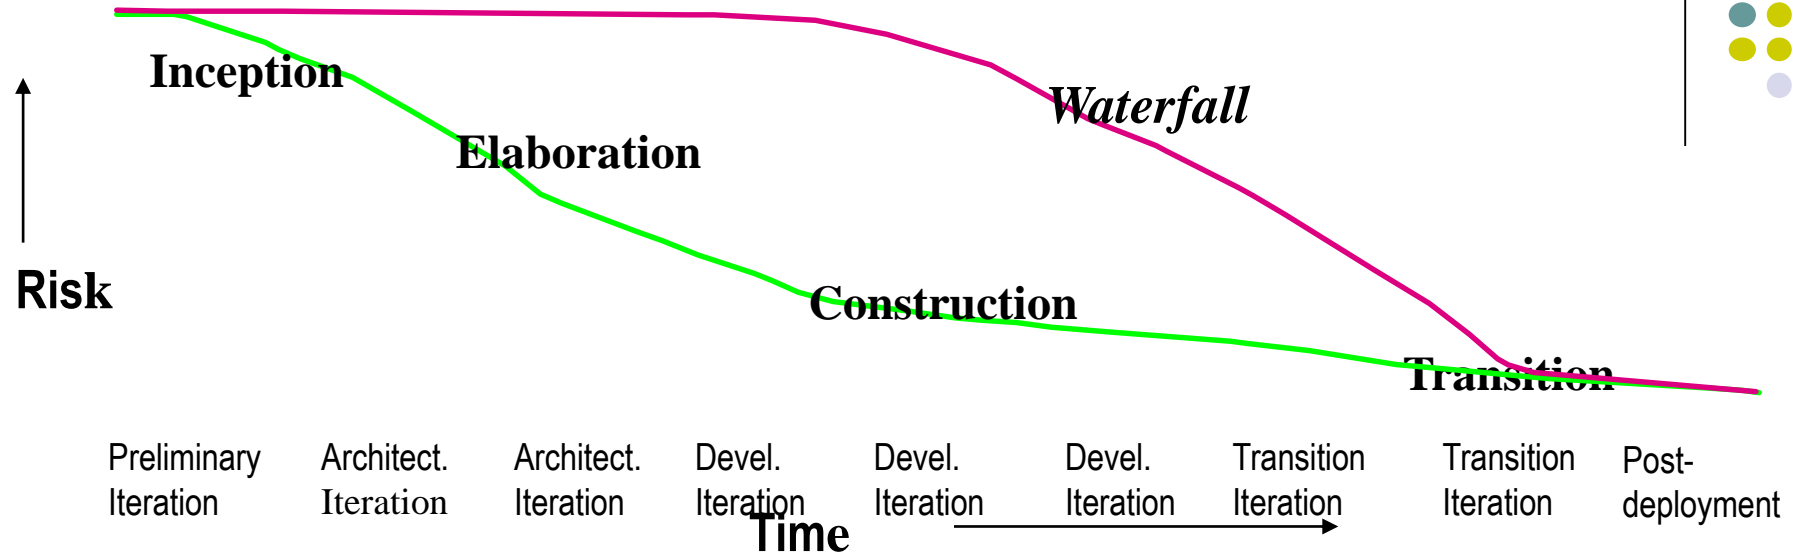 Inception
Waterfall
Elaboration
Risk
Construction
Transition
Preliminary
Iteration
Architect.
Iteration
Architect.
Iteration
Devel.
Iteration
Devel.
Iteration
Devel.
Iteration
Transition
Iteration
Transition
Iteration
Post-
deployment
Time